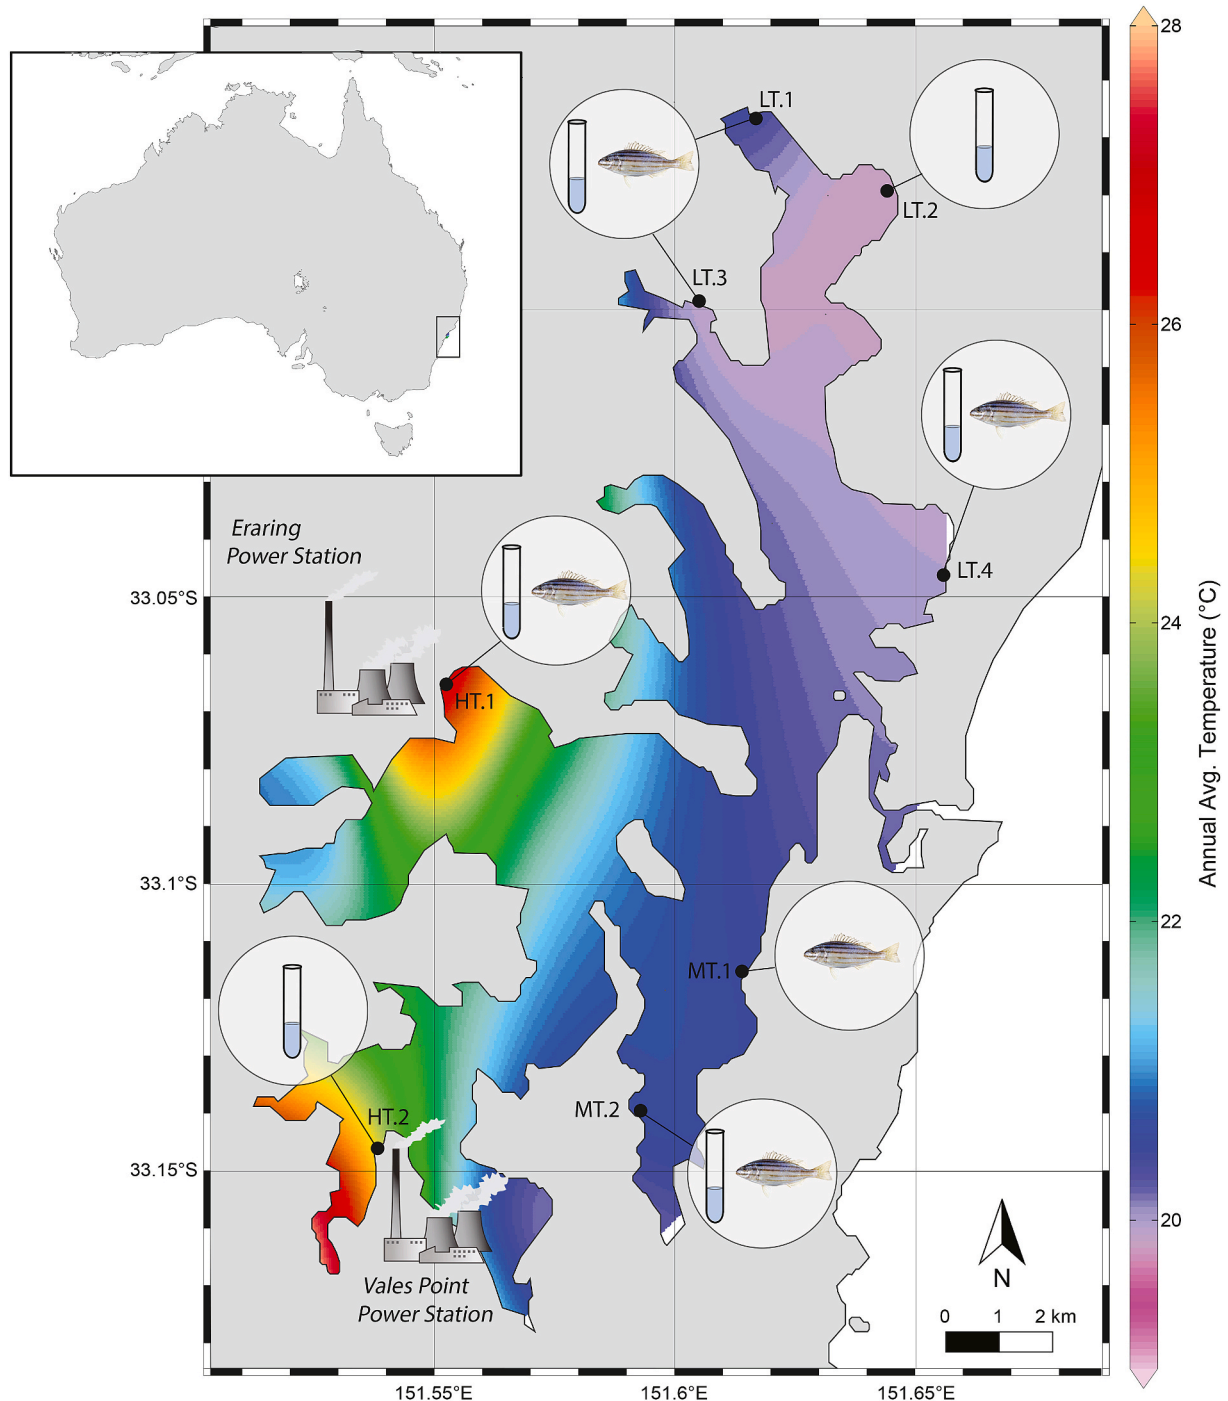 LT.1
LT.2
LT.3
LT.4
Eraring
Power Station
HT.1
MT.1
MT.2
HT.2
Vales Point
Power Station
N
0 1 2 km
33.05°S
33.1°S
33.15°S
151.55°E 151.6°E 151.65°E
28
26
24
22
20
Annual Avg. Temperature (°C)